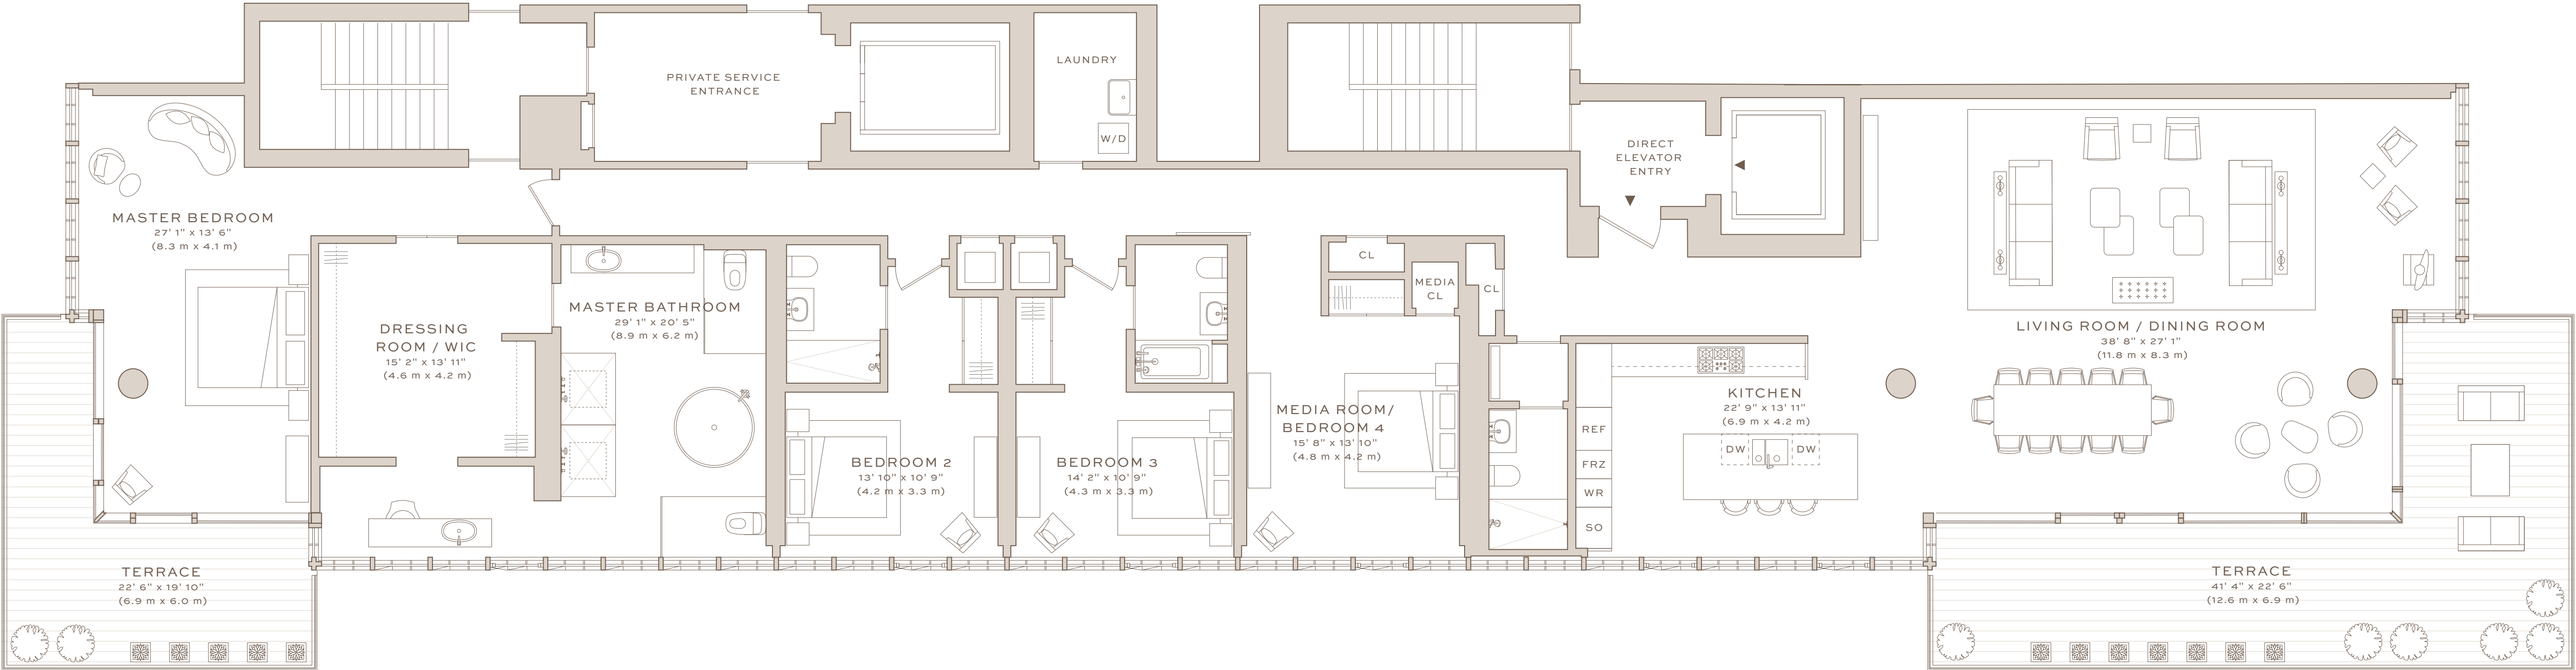 PRIVATE SERVICE
ENTRANCE
LAUNDRY
W/D
DIRECT
ELEVATOR
ENTRY
MASTER BEDROOM
27' 1" x 13' 6"
(8.3 m x 4.1 m)
DRESSING
ROOM / WIC
15' 2" x 13' 11"
(4.6 m x 4.2 m)
MASTER BATHROOM
29' 1" x 20' 5"
(8.9 m x 6.2 m)
BEDROOM 2
13' 10" x 10' 9"
(4.2 m x 3.3 m)
BEDROOM 3
14' 2" x 10' 9"
(4.3 m x 3.3 m)
CL
MEDIA
CL
CL
MEDIA ROOM/
BEDROOM 4
15' 8" x 13' 10"
(4.8 m x 4.2 m)
REF
FRZ
WR
SO
KITCHEN
22' 9" x 13' 11"
(6.9 m x 4.2 m)
DW
DW
LIVING ROOM / DINING ROOM
38' 8" x 27' 1"
(11.8 m x 8.3 m)
TERRACE
22' 6" x 19' 10"
(6.9 m x 6.0 m)
TERRACE
41' 4" x 22' 6"
(12.6 m x 6.9 m)